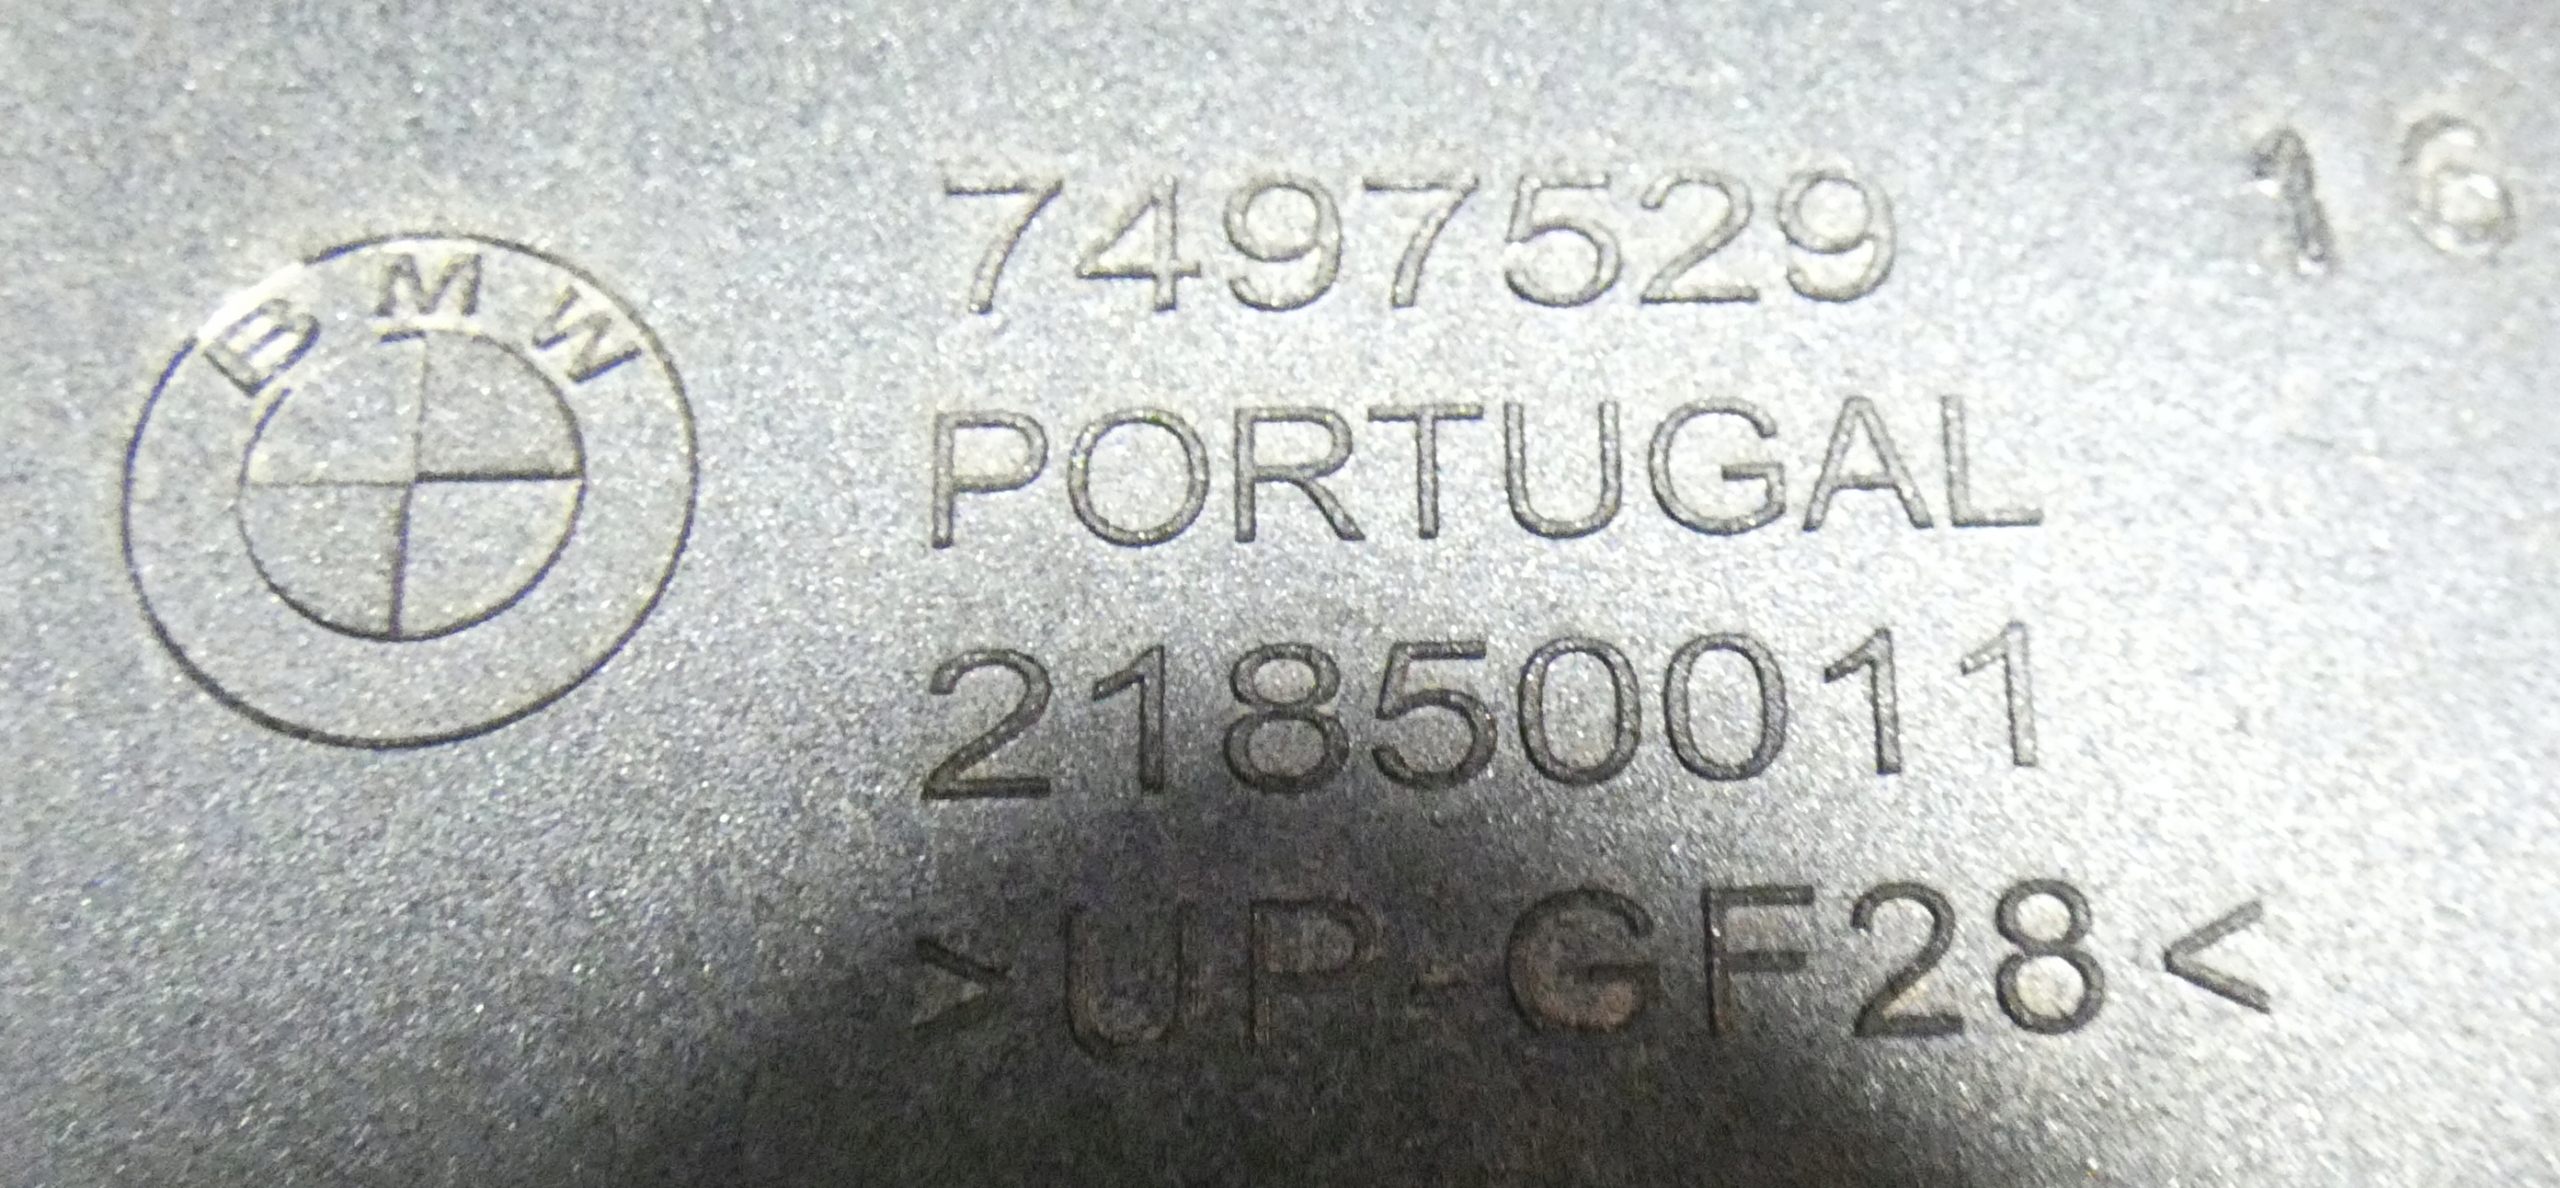 BMW
7497529
16
PORTUGAL
21850011
>UP-GF28<